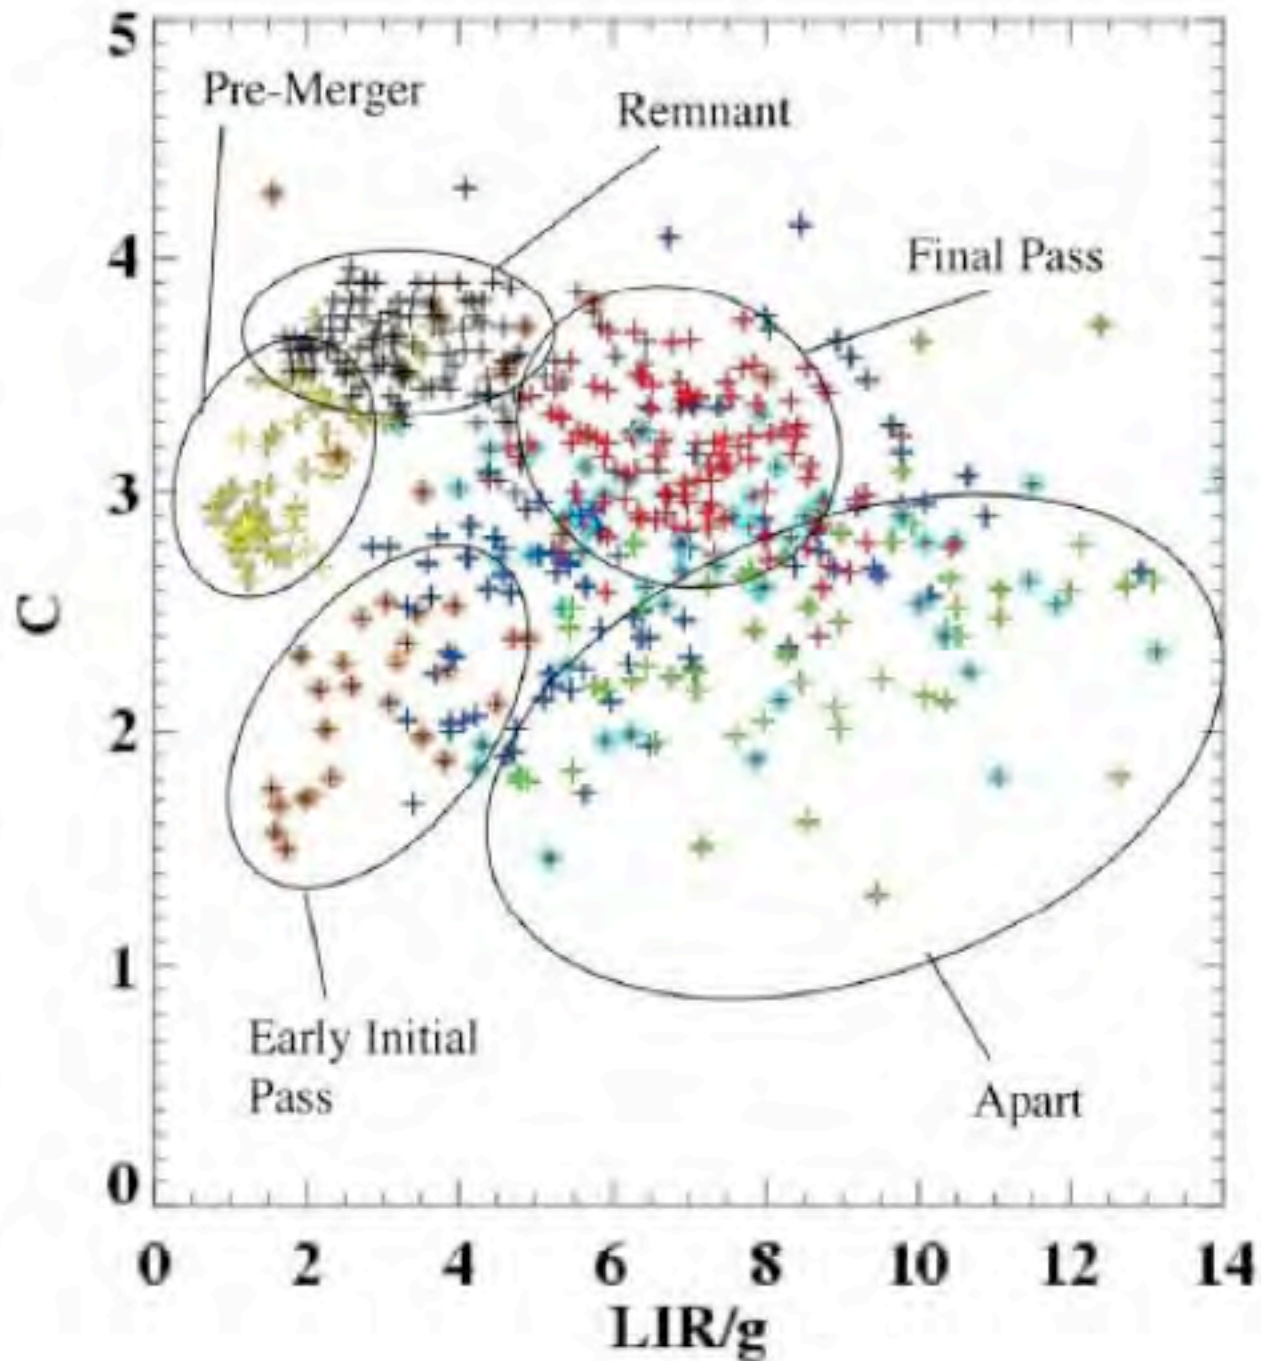 5
Pre-Merger
Remnant
4
Final Pass
3
C
2
1
Early Initial
Pass
Apart
0
0 2 4 6 8 10 12 14
LIR/g